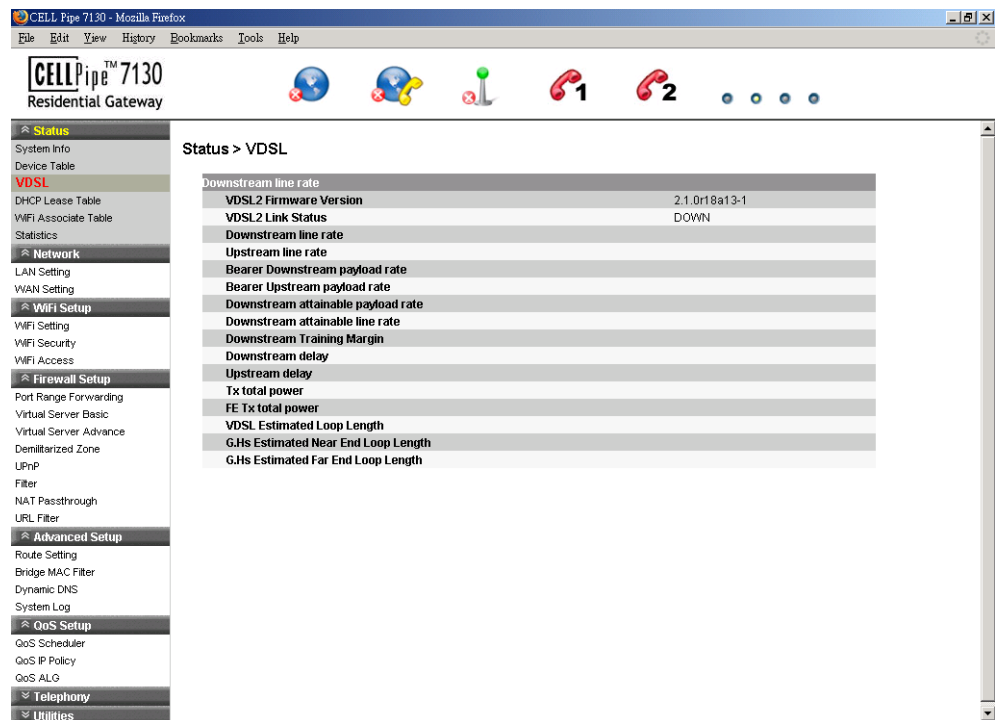 CELL Pipe 7130 - Mozilla Firefox
File Edit View History Bookmarks Tools Help
CELLPipe™ 7130
Residential Gateway
1
2
Status
System Info
Device Table
VDSL
DHCP Lease Table
WiFi Associate Table
Statistics
Network
LAN Setting
WAN Setting
WiFi Setup
WiFi Setting
WiFi Security
WiFi Access
Firewall Setup
Port Range Forwarding
Virtual Server Basic
Virtual Server Advance
Demilitarized Zone
UPnP
Filter
NAT Passthrough
URL Filter
Advanced Setup
Route Setting
Bridge MAC Filter
Dynamic DNS
System Log
QoS Setup
QoS Scheduler
QoS IP Policy
QoS ALG
Telephony
Utilities
Status > VDSL
Downstream line rate
VDSL2 Firmware Version 2.1.0r18a13-1
VDSL2 Link Status DOWN
Downstream line rate
Upstream line rate
Bearer Downstream payload rate
Bearer Upstream payload rate
Downstream attainable payload rate
Downstream attainable line rate
Downstream Training Margin
Downstream delay
Upstream delay
Tx total power
FE Tx total power
VDSL Estimated Loop Length
G.Hs Estimated Near End Loop Length
G.Hs Estimated Far End Loop Length